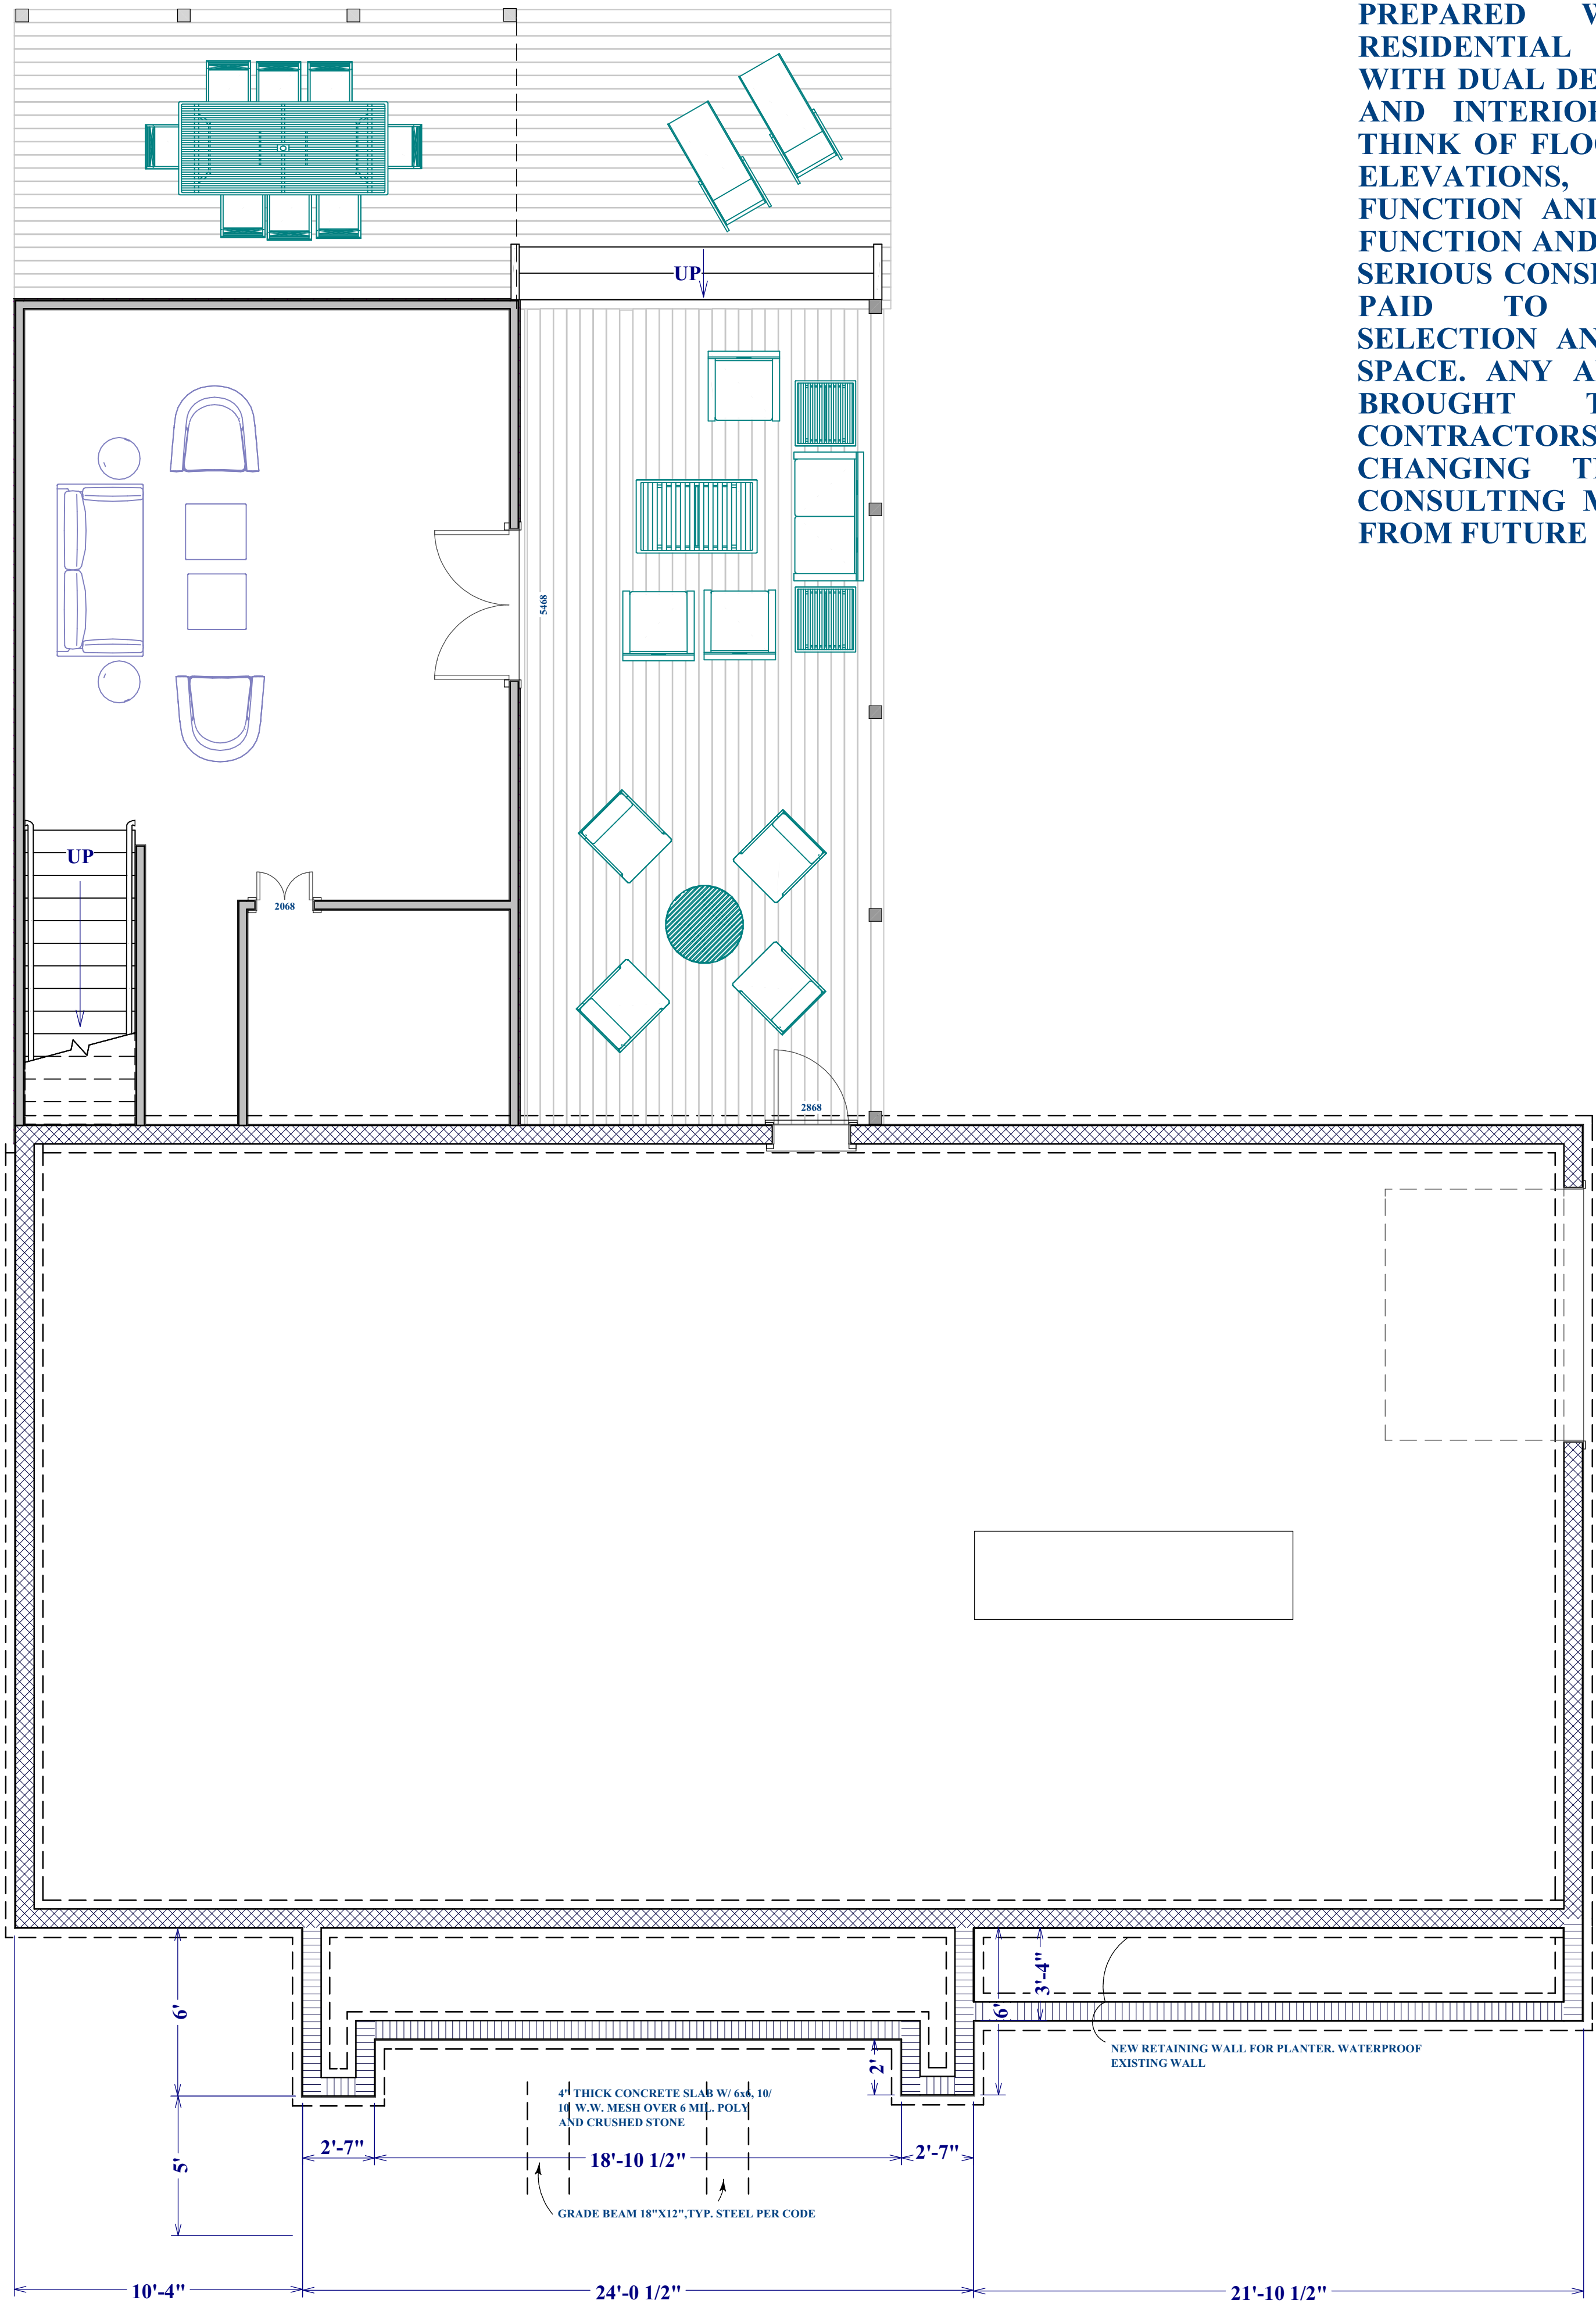 PREPARED W
RESIDENTIAL
WITH DUAL DE
AND INTERIOR
THINK OF FLOO
ELEVATIONS,
FUNCTION AND
FUNCTION AND
SERIOUS CONSI
PAID TO
SELECTION AN
SPACE. ANY A
BROUGHT T
CONTRACTORS
CHANGING T
CONSULTING M
FROM FUTURE
UP
5468
UP
2068
2868
6'
3'-4"
6'
2'
NEW RETAINING WALL FOR PLANTER. WATERPROOF
EXISTING WALL
4" THICK CONCRETE SLAB W/ 6x6, 10/
10 W.W. MESH OVER 6 MIL. POLY
AND CRUSHED STONE
2'-7"
18'-10 1/2"
2'-7"
5'
GRADE BEAM 18"X12",TYP. STEEL PER CODE
10'-4"
24'-0 1/2"
21'-10 1/2"